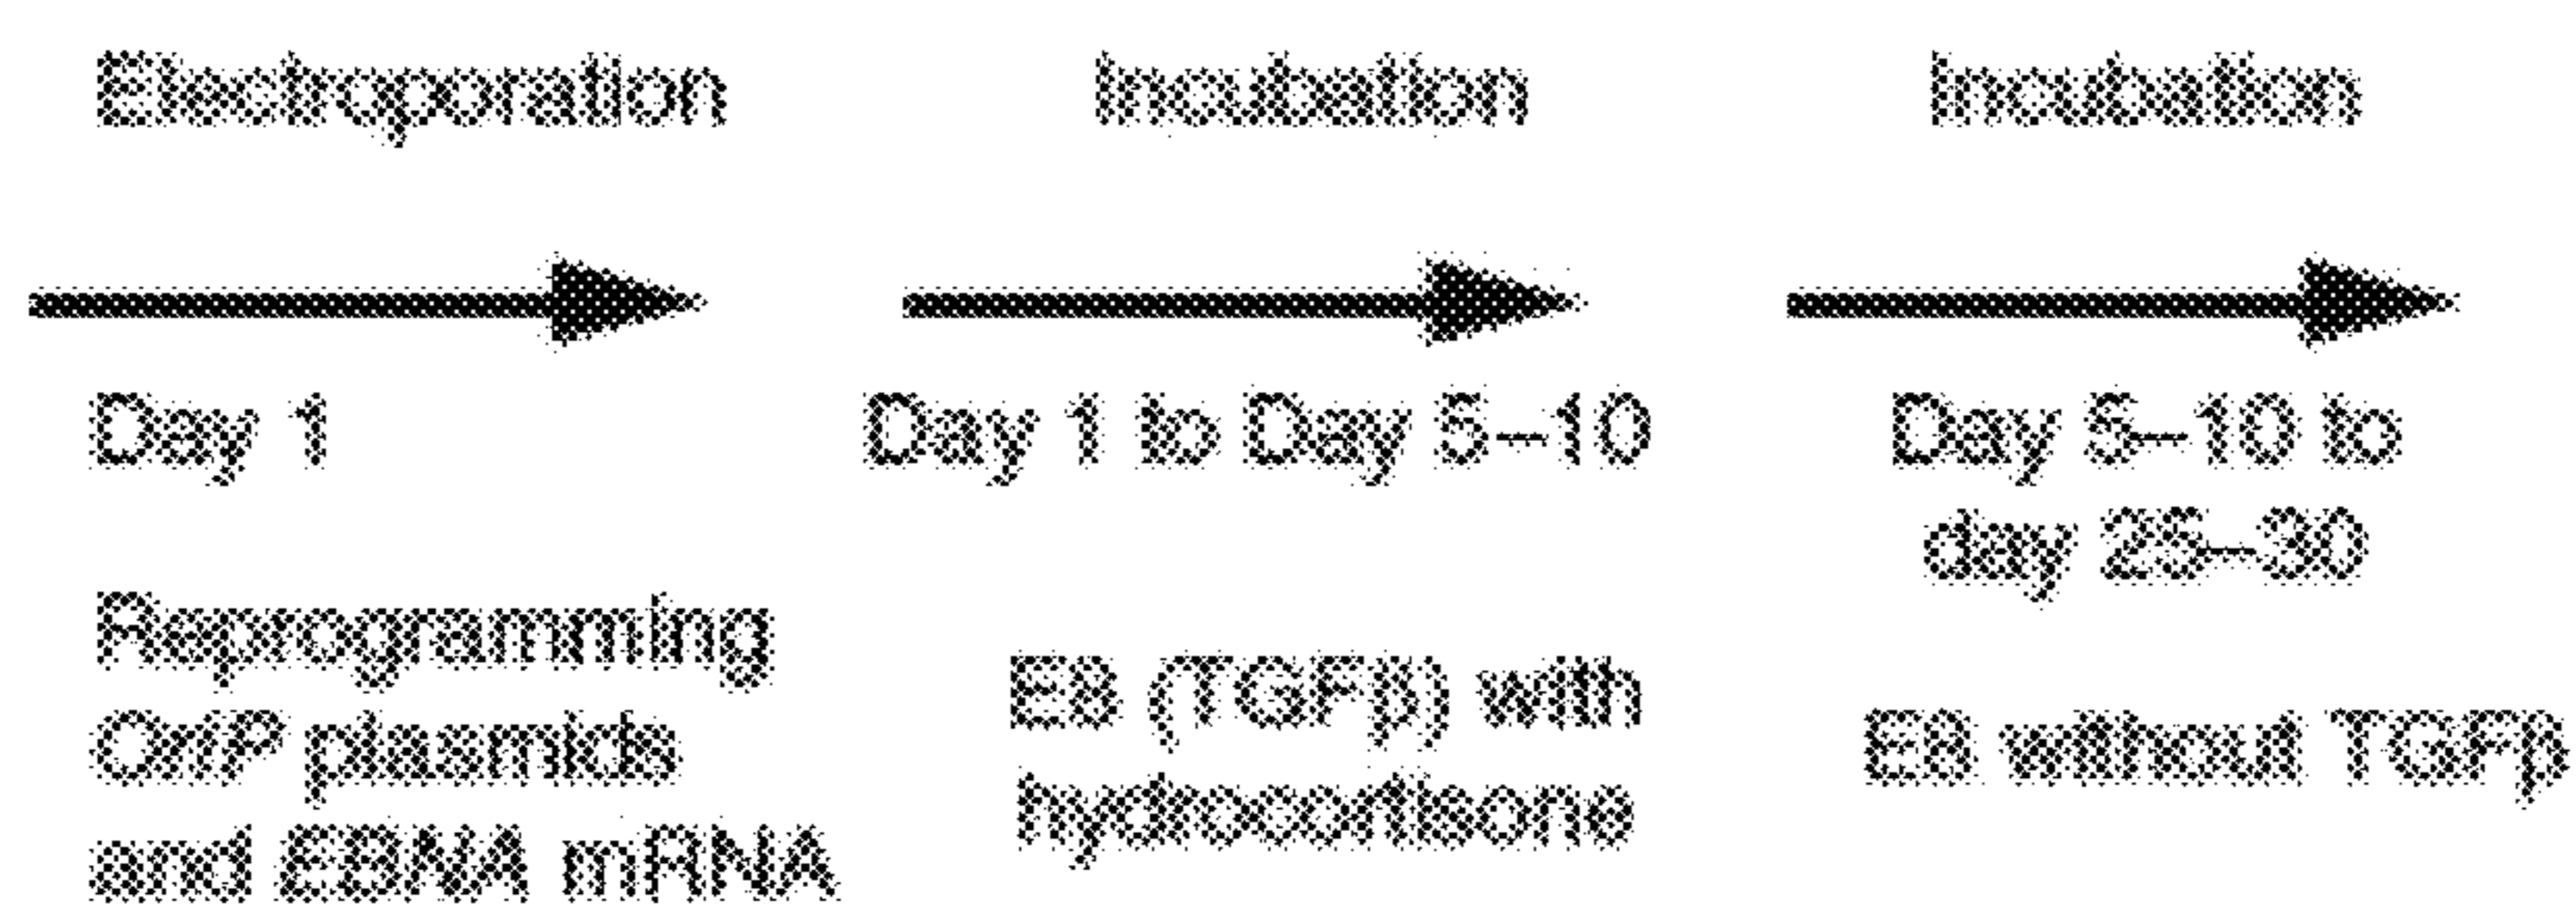 Electroporation
Incubation
Incubation
Day 1
Day 1 to Day 5–10
Day 5–10 to
day 25–30
Reprogramming
OriP plasmids
and EBNA mRNA
E8 (TGFβ) with
hydrocortisone
E8 without TGFβ